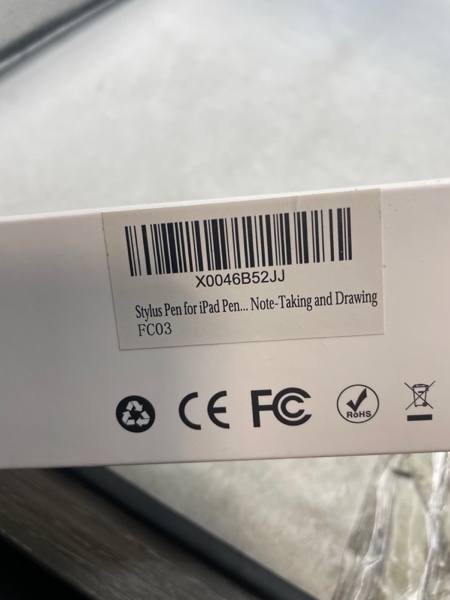 X0046B52JJ
Stylus Pen for iPad Pen... Note-Taking and Drawing
FC03
CE FC RoHS